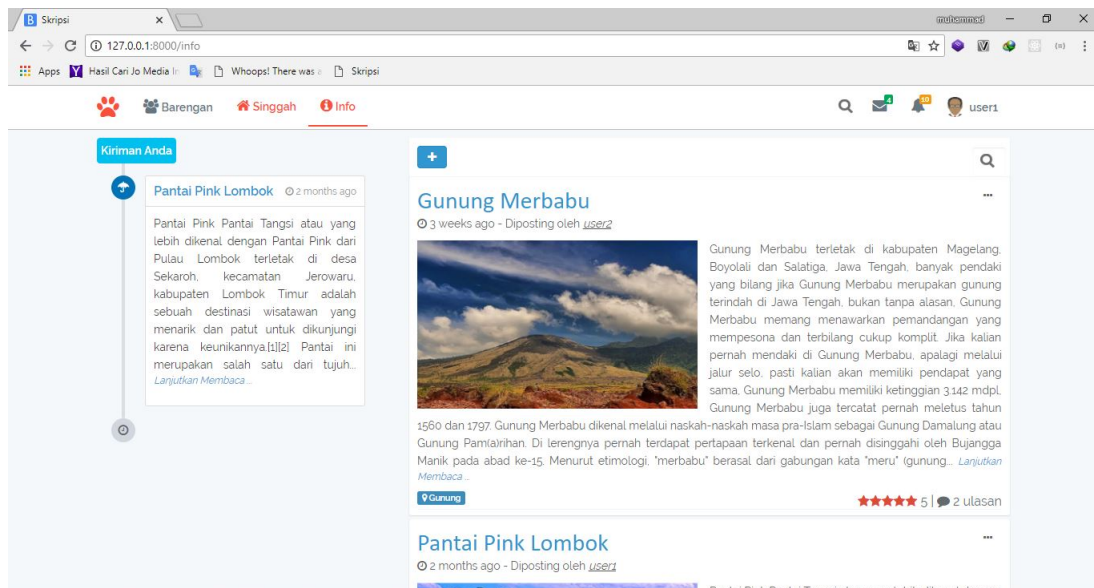 Skripsi
muhammad
127.0.0.1:8000/info
Apps
Hasil Cari Jo Media In
Whoops! There was a
Skripsi
Barengan
Singgah
Info
4
10
user1
Kiriman Anda
Pantai Pink Lombok 2 months ago
Pantai Pink Pantai Tangsi atau yang
lebih dikenal dengan Pantai Pink dari
Pulau Lombok terletak di desa
Sekaroh, kecamatan Jerowaru,
kabupaten Lombok Timur adalah
sebuah destinasi wisatawan yang
menarik dan patut untuk dikunjungi
karena keunikannya.[1][2] Pantai ini
merupakan salah satu dari tujuh...
Lanjutkan Membaca ...
+
Gunung Merbabu
3 weeks ago - Diposting oleh user2
Gunung Merbabu terletak di kabupaten Magelang,
Boyolali dan Salatiga, Jawa Tengah, banyak pendaki
yang bilang jika Gunung Merbabu merupakan gunung
terindah di Jawa Tengah, bukan tanpa alasan, Gunung
Merbabu memang menawarkan pemandangan yang
mempesona dan terbilang cukup komplit. Jika kalian
pernah mendaki di Gunung Merbabu, apalagi melalui
jalur selo, pasti kalian akan memiliki pendapat yang
sama. Gunung Merbabu memiliki ketinggian 3.142 mdpl.
Gunung Merbabu juga tercatat pernah meletus tahun
1560 dan 1797. Gunung Merbabu dikenal melalui naskah-naskah masa pra-Islam sebagai Gunung Damalung atau
Gunung Pam(a)rihan. Di lerengnya pernah terdapat pertapaan terkenal dan pernah disinggahi oleh Bujangga
Manik pada abad ke-15. Menurut etimologi, "merbabu" berasal dari gabungan kata "meru" (gunung... Lanjutkan
Membaca ...
Gunung
5 | 2 ulasan
Pantai Pink Lombok
2 months ago - Diposting oleh user1